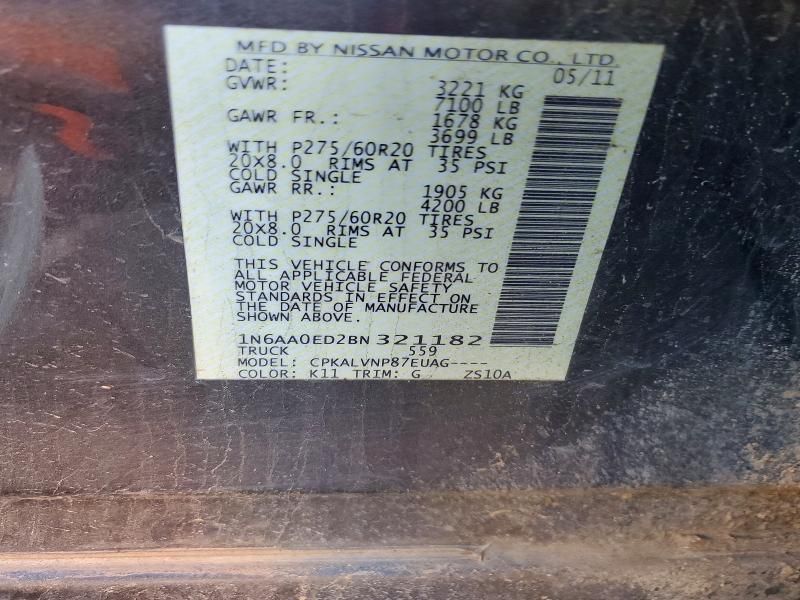 MFD BY NISSAN MOTOR CO., LTD.
DATE: 05/11
GVWR: 3221 KG
7100 LB
GAWR FR.: 1678 KG
3699 LB
WITH P275/60R20 TIRES
20X8.0 RIMS AT 35 PSI
COLD SINGLE
GAWR RR.: 1905 KG
4200 LB
WITH P275/60R20 TIRES
20X8.0 RIMS AT 35 PSI
COLD SINGLE
THIS VEHICLE CONFORMS TO
ALL APPLICABLE FEDERAL
MOTOR VEHICLE SAFETY
STANDARDS IN EFFECT ON
THE DATE OF MANUFACTURE
SHOWN ABOVE.
1N6AA0ED2BN 321182
TRUCK 559
MODEL: CPKALVNP87EUAG----
COLOR: K11 TRIM: G ZS10A